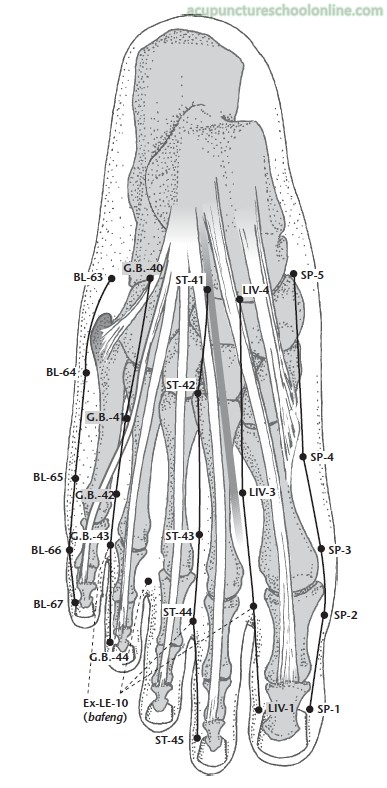 acupunctureschoolonline.com
BL-63
G.B.-40
ST-41
LIV-4
SP-5
BL-64
ST-42
G.B.-41
SP-4
BL-65
G.B.-42
LIV-3
G.B.-43
ST-43
BL-66
SP-3
BL-67
ST-44
SP-2
G.B.-44
Ex-LE-10
(bafeng)
LIV-1
SP-1
ST-45